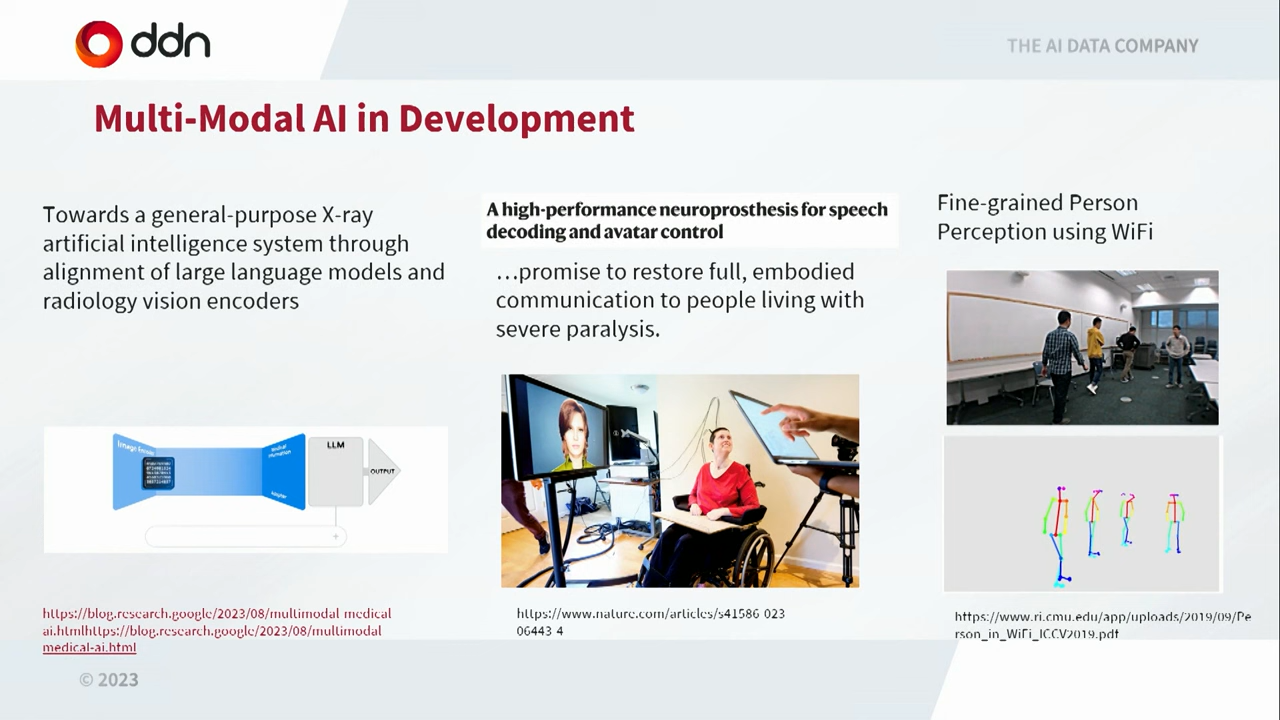 ddn
THE AI DATA COMPANY
Multi-Modal AI in Development
Towards a general-purpose X-ray
artificial intelligence system through
alignment of large language models and
radiology vision encoders
LLM
OUTPUT
+
https://blog.research.google/2023/08/multimodal-medical
ai.htmlhttps://blog.research.google/2023/08/multimodal
medical-ai.html
A high-performance neuroprosthesis for speech
decoding and avatar control
…promise to restore full, embodied
communication to people living with
severe paralysis.
https://www.nature.com/articles/s41586-023
06443-4
Fine-grained Person
Perception using WiFi
https://www.ri.cmu.edu/app/uploads/2019/09/Pe
rson_in_WiFi_ICCV2019.pdf
© 2023